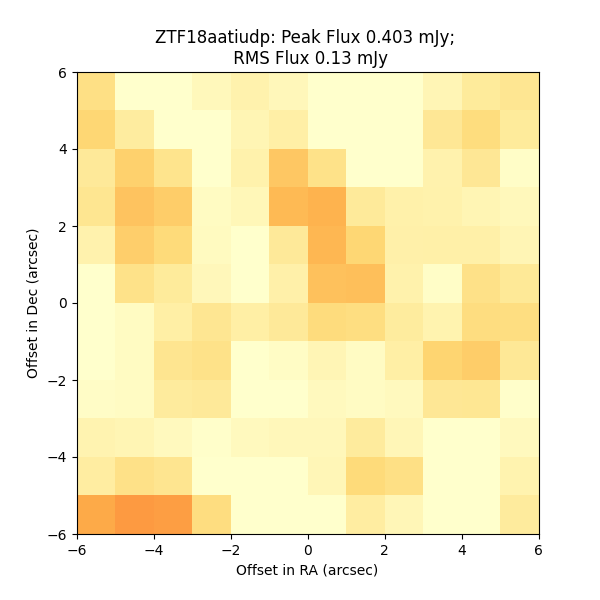 ZTF18aatiudp: Peak Flux 0.403 mJy;
RMS Flux 0.13 mJy
6
4
2
0
−2
−4
−6
Offset in Dec (arcsec)
−6 −4 −2 0 2 4 6
Offset in RA (arcsec)